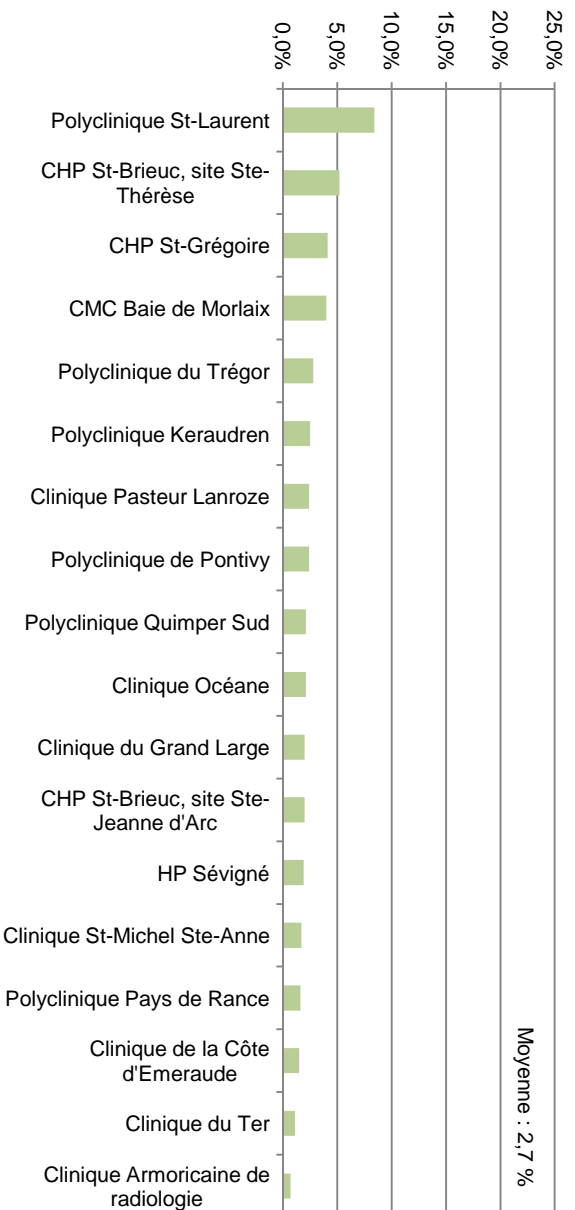 0,0%
5,0%
10,0%
15,0%
20,0%
25,0%
Polyclinique St-Laurent
CHP St-Brieuc, site Ste-
Thérèse
CHP St-Grégoire
CMC Baie de Morlaix
Polyclinique du Trégor
Polyclinique Keraudren
Clinique Pasteur Lanroze
Polyclinique de Pontivy
Polyclinique Quimper Sud
Clinique Océane
Clinique du Grand Large
CHP St-Brieuc, site Ste-
Jeanne d'Arc
HP Sévigné
Clinique St-Michel Ste-Anne
Polyclinique Pays de Rance
Clinique de la Côte
d'Emeraude
Clinique du Ter
Clinique Armoricaine de
radiologie
Moyenne : 2,7 %